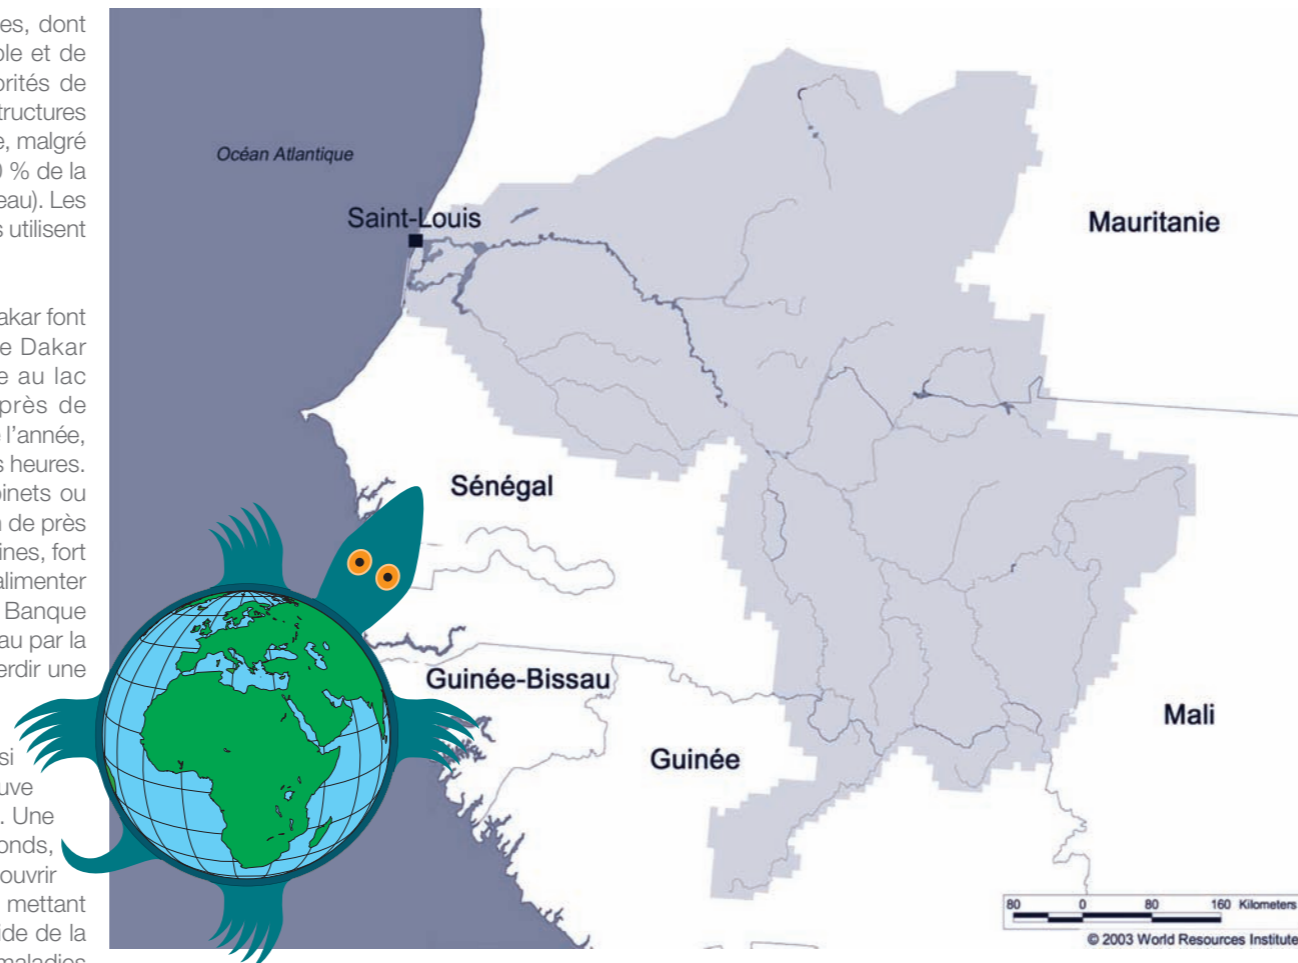 es, dont
ble et de
orités de
tructures
e, malgré
0 % de la
eau). Les
s utilisent
akar font
e Dakar
e au lac
près de
e l'année,
s heures.
pinets ou
n de près
ines, fort
alimenter
Banque
au par la
erdir une
si
uve
. Une
onds,
ouvrir
mettant
ide de la
maladies
Océan Atlantique
Saint-Louis
Mauritanie
Sénégal
Guinée-Bissau
Guinée
Mali
80 0 80 160 Kilometers
© 2003 World Resources Institute